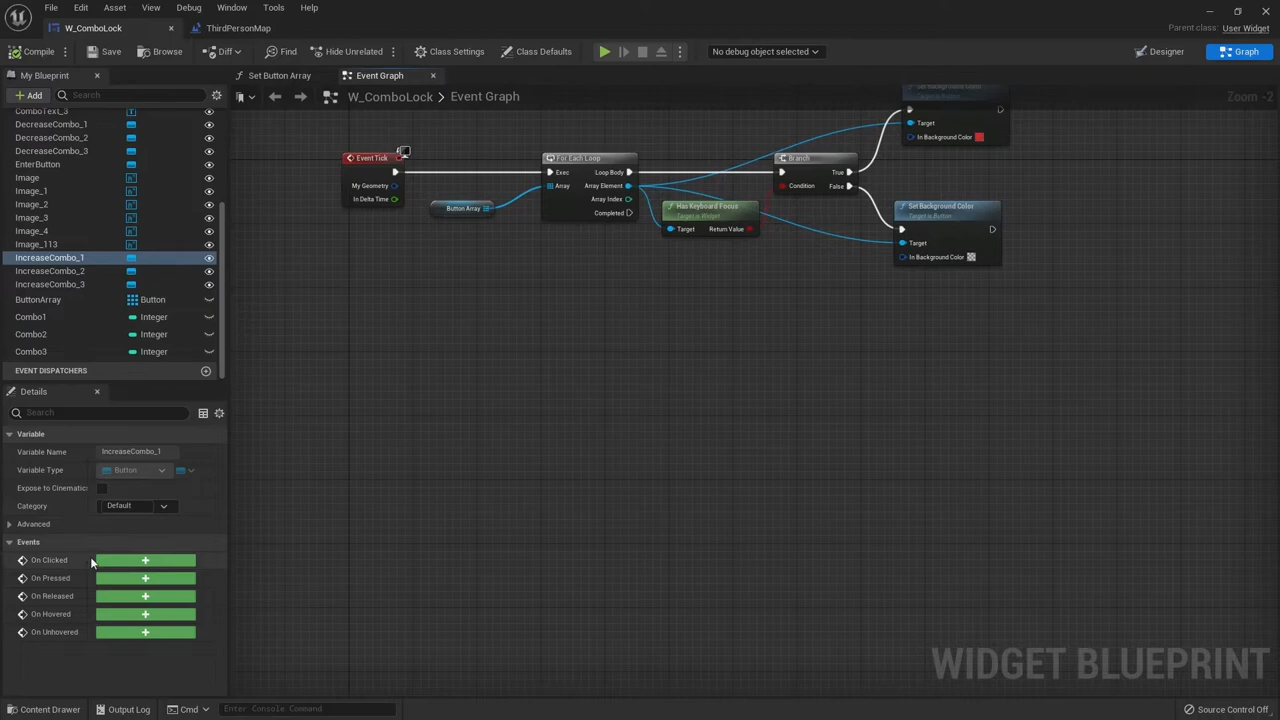 File Edit Asset View Debug Window Tools Help
W_ComboLock ThirdPersonMap
Parent class: User Widget
Compile Save Browse Diff Find Hide Unrelated Class Settings Class Defaults No debug object selected Designer Graph
My Blueprint Set Button Array Event Graph
Add Search W_ComboLock > Event Graph Zoom -2
ComboText_3
DecreaseCombo_1
DecreaseCombo_2
DecreaseCombo_3
EnterButton
Image
Image_1
Image_2
Image_3
Image_4
Image_113
IncreaseCombo_1
IncreaseCombo_2
IncreaseCombo_3
ButtonArray Button
Combo1 Integer
Combo2 Integer
Combo3 Integer
EVENT DISPATCHERS
Details
Search
Variable
Variable Name IncreaseCombo_1
Variable Type Button
Expose to Cinematics
Category Default
Advanced
Events
On Clicked
On Pressed
On Released
On Hovered
On Unhovered
Event Tick
My Geometry
In Delta Time
Button Array
For Each Loop
Exec Loop Body
Array Array Element
Array Index
Completed
Has Keyboard Focus
Target is Widget
Target Return Value
Branch
True
Condition False
Set Background Color
Target is Button
Target
In Background Color
Set Background Color
Target is Button
Target
In Background Color
WIDGET BLUEPRINT
Content Drawer Output Log Cmd Enter Console Command Source Control Off